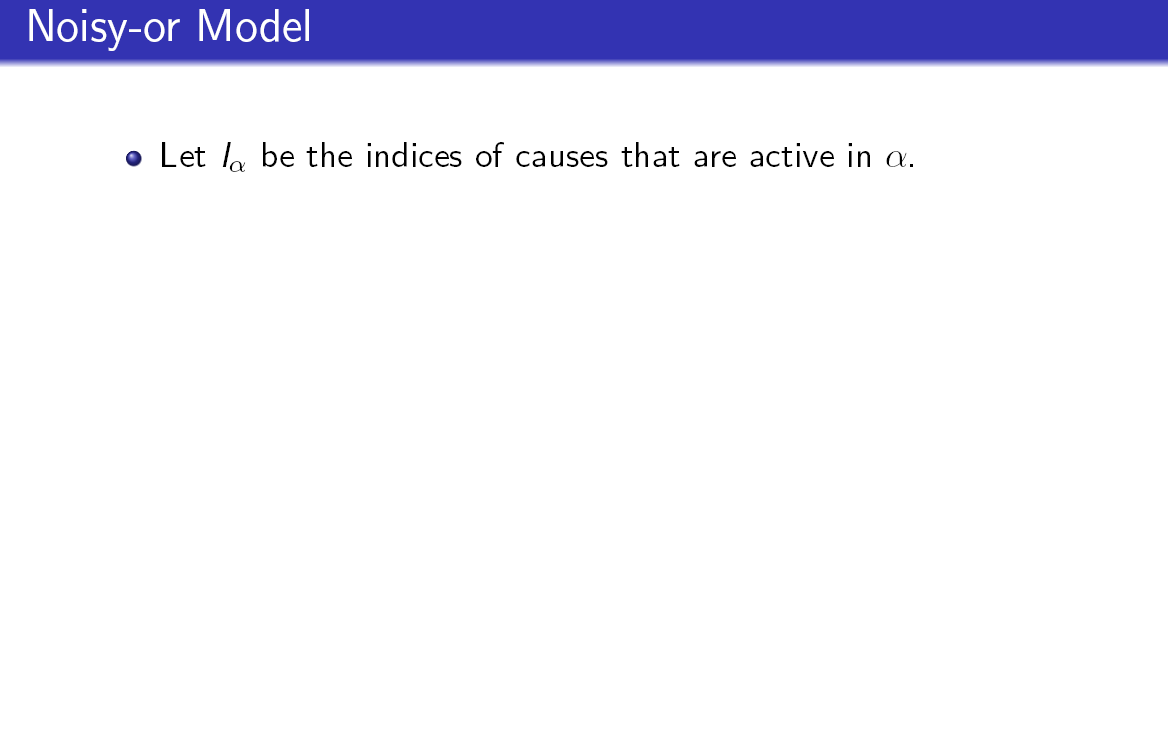 Noisy-or Model
Let I_α be the indices of causes that are active in α.